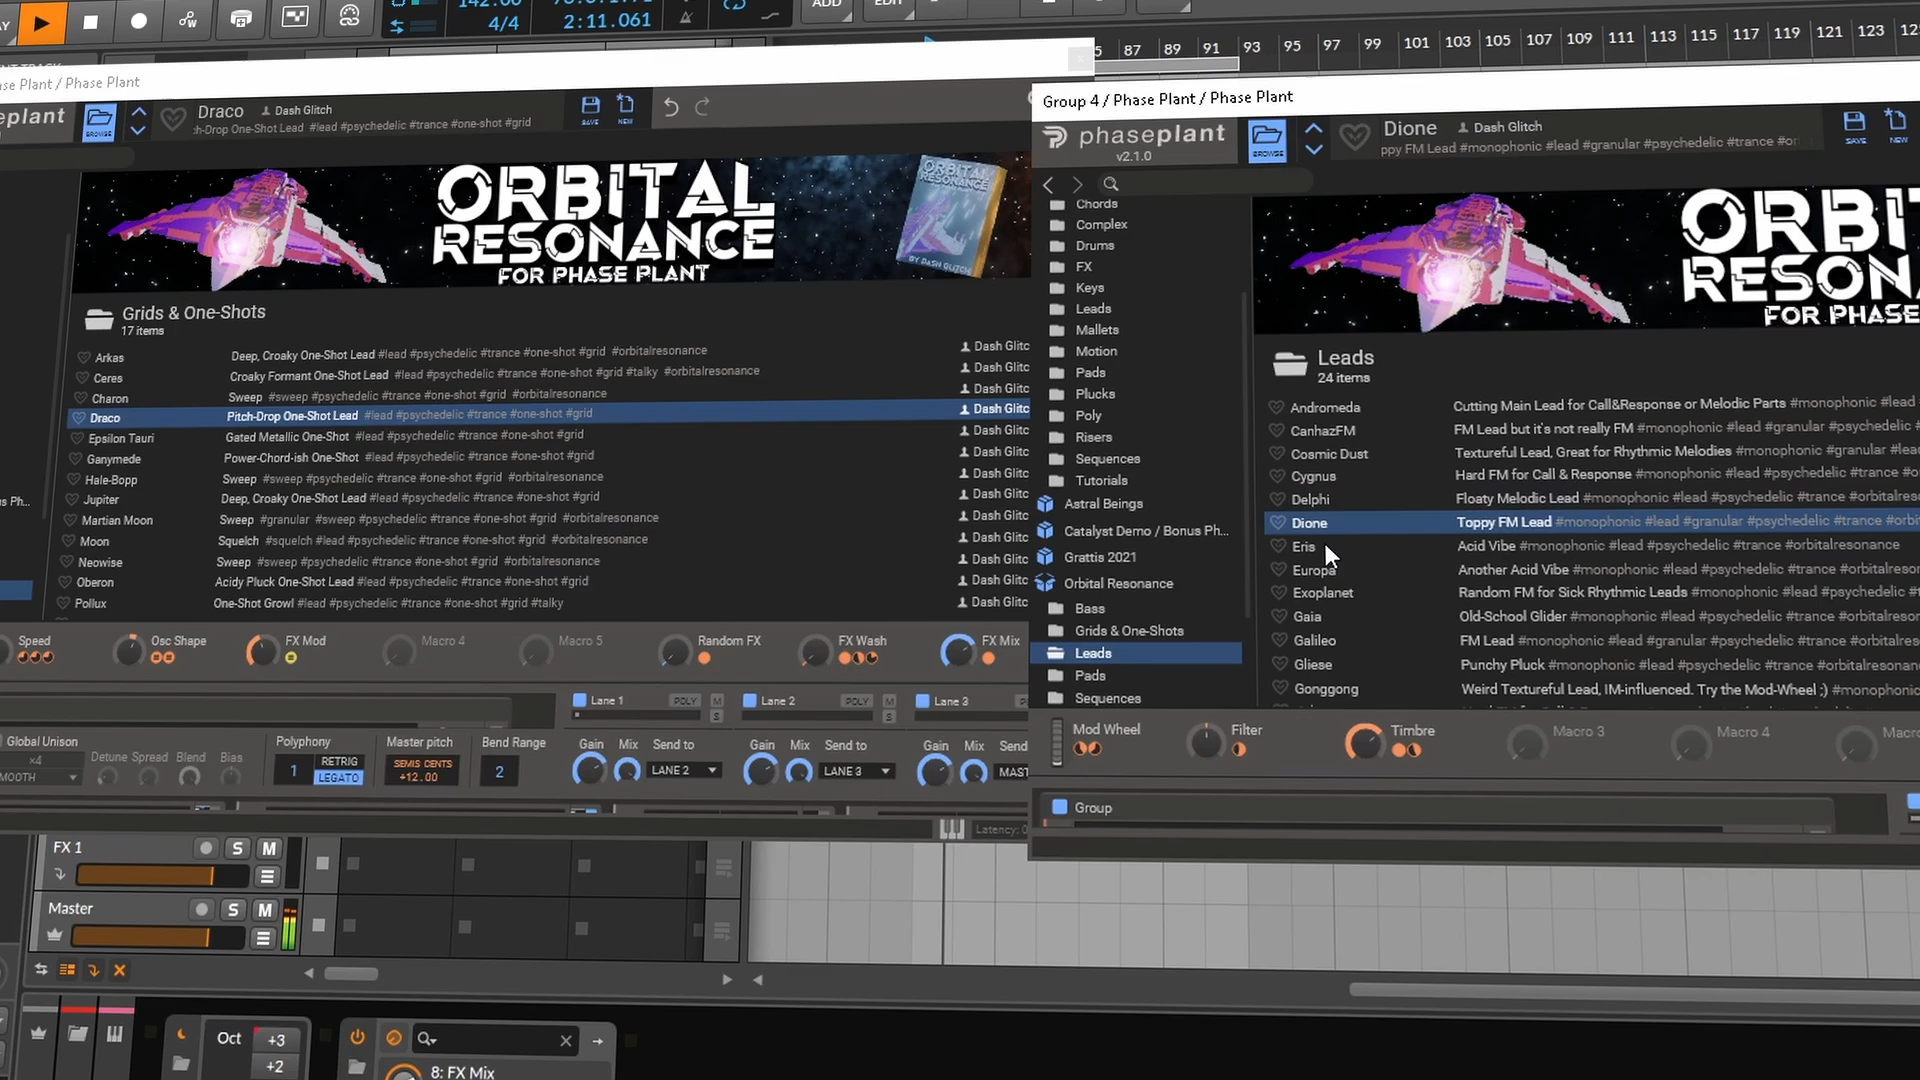 142.00
4/4
2:11.061
ADD
EDIT
87 89 91 93 95 97 99 101 103 105 107 109 111 113 115 117 119 121 123
Phase Plant / Phase Plant
BROWSE
Draco
Dash Glitch
One-Shot Lead #lead #psychedelic #trance #one-shot #grid
SAVE
NEW
ORBITAL
RESONANCE
FOR PHASE PLANT
ORBITAL
RESONANCE
BY DASH GLITCH
Grids & One-Shots
17 items
Arkas Deep, Croaky One-Shot Lead #lead #psychedelic #trance #one-shot #grid #orbitalresonance
Ceres Croaky Formant One-Shot Lead #lead #psychedelic #trance #one-shot #grid #talky #orbitalresonance
Charon Sweep #sweep #psychedelic #trance #one-shot #grid #orbitalresonance
Draco Pitch-Drop One-Shot Lead #lead #psychedelic #trance #one-shot #grid
Epsilon Tauri Gated Metallic One-Shot #lead #psychedelic #trance #one-shot #grid
Ganymede Power-Chord-ish One-Shot #lead #psychedelic #trance #one-shot #grid
Hale-Bopp Sweep #sweep #psychedelic #trance #one-shot #grid #orbitalresonance
Jupiter Deep, Croaky One-Shot Lead #lead #psychedelic #trance #one-shot #grid
Martian Moon Sweep #granular #sweep #psychedelic #trance #one-shot #grid #orbitalresonance
Moon Squelch #squelch #lead #psychedelic #trance #one-shot #grid #orbitalresonance
Neowise Sweep #sweep #psychedelic #trance #one-shot #grid #orbitalresonance
Oberon Acidy Pluck One-Shot Lead #lead #psychedelic #trance #one-shot #grid
Pollux One-Shot Growl #lead #psychedelic #trance #one-shot #grid #talky
Dash Glitc
Dash Glitc
Dash Glitc
Dash Glitc
Dash Glitc
Dash Glitc
Dash Glitc
Dash Glitc
Dash Glitc
Dash Glitc
Dash Glitc
Dash Glitc
Dash Glitc
Speed
Osc Shape
FX Mod
Macro 4
Macro 5
Random FX
FX Wash
FX Mix
Lane 1 POLY M S
Lane 2 POLY M S
Lane 3
Global Unison
×4
Detune Spread Blend Bias
Polyphony
1
RETRIG
LEGATO
Master pitch
SEMIS CENTS
+12.00
Bend Range
2
Gain Mix Send to
LANE 2
Gain Mix Send to
LANE 3
Gain Mix Send
MAST
Latency: 0
Group 4 / Phase Plant / Phase Plant
phaseplant
v2.1.0
BROWSE
Dione
Dash Glitch
ppy FM Lead #monophonic #lead #granular #psychedelic #trance
SAVE
NEW
Chords
Complex
Drums
FX
Keys
Leads
Mallets
Motion
Pads
Plucks
Poly
Risers
Sequences
Tutorials
Astral Beings
Catalyst Demo / Bonus Ph...
Grattis 2021
Orbital Resonance
Bass
Grids & One-Shots
Leads
Pads
Sequences
ORBIT
RESON
FOR PHASE
Leads
24 items
Andromeda Cutting Main Lead for Call&Response or Melodic Parts #monophonic #lead
CanhazFM FM Lead but it's not really FM #monophonic #lead #granular #psychedelic
Cosmic Dust Textureful Lead, Great for Rhythmic Melodies #monophonic #lead
Cygnus Hard FM for Call & Response #monophonic #lead #psychedelic #trance
Delphi Floaty Melodic Lead #monophonic #lead #psychedelic #trance #orbitalreso
Dione Toppy FM Lead #monophonic #lead #granular #psychedelic #trance #orbi
Eris Acid Vibe #monophonic #lead #psychedelic #trance #orbitalresonance
Europa Another Acid Vibe #monophonic #lead #psychedelic #trance #orbitalreson
Exoplanet Random FM for Sick Rhythmic Leads #monophonic #lead #psychedelic
Gaia Old-School Glider #monophonic #lead #psychedelic #trance #orbitalreson
Galileo FM Lead #monophonic #lead #granular #psychedelic #trance #orbitalreso
Gliese Punchy Pluck #monophonic #lead #psychedelic #trance #orbitalresonance
Gonggong Weird Textureful Lead, IM-influenced. Try the Mod-Wheel ;) #monophonic
Mod Wheel
Filter
Timbre
Macro 3
Macro 4
Group
FX 1
S M
Master
S M
Oct
+3
+2
8: FX Mix